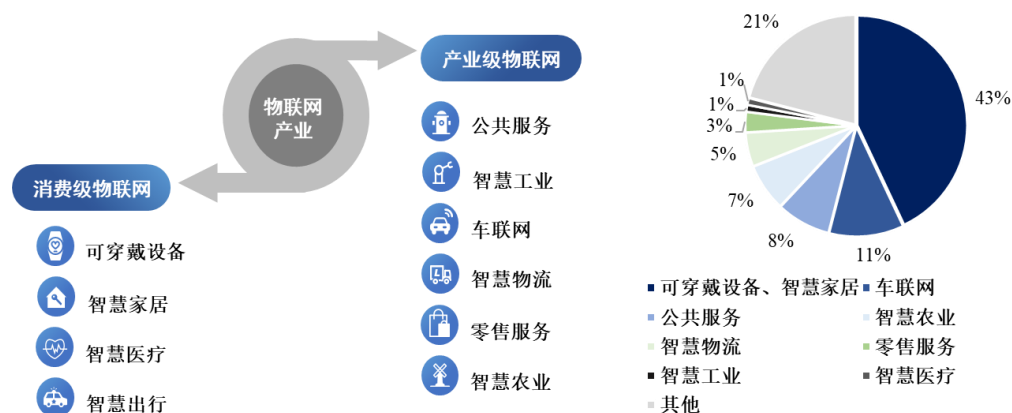 物联网
产业
产业级物联网
公共服务
智慧工业
车联网
智慧物流
零售服务
智慧农业
消费级物联网
可穿戴设备
智慧家居
智慧医疗
智慧出行
21%
1%
1%
3%
5%
7%
8%
11%
43%
可穿戴设备、智慧家居 车联网
公共服务 智慧农业
智慧物流 零售服务
智慧工业 智慧医疗
其他